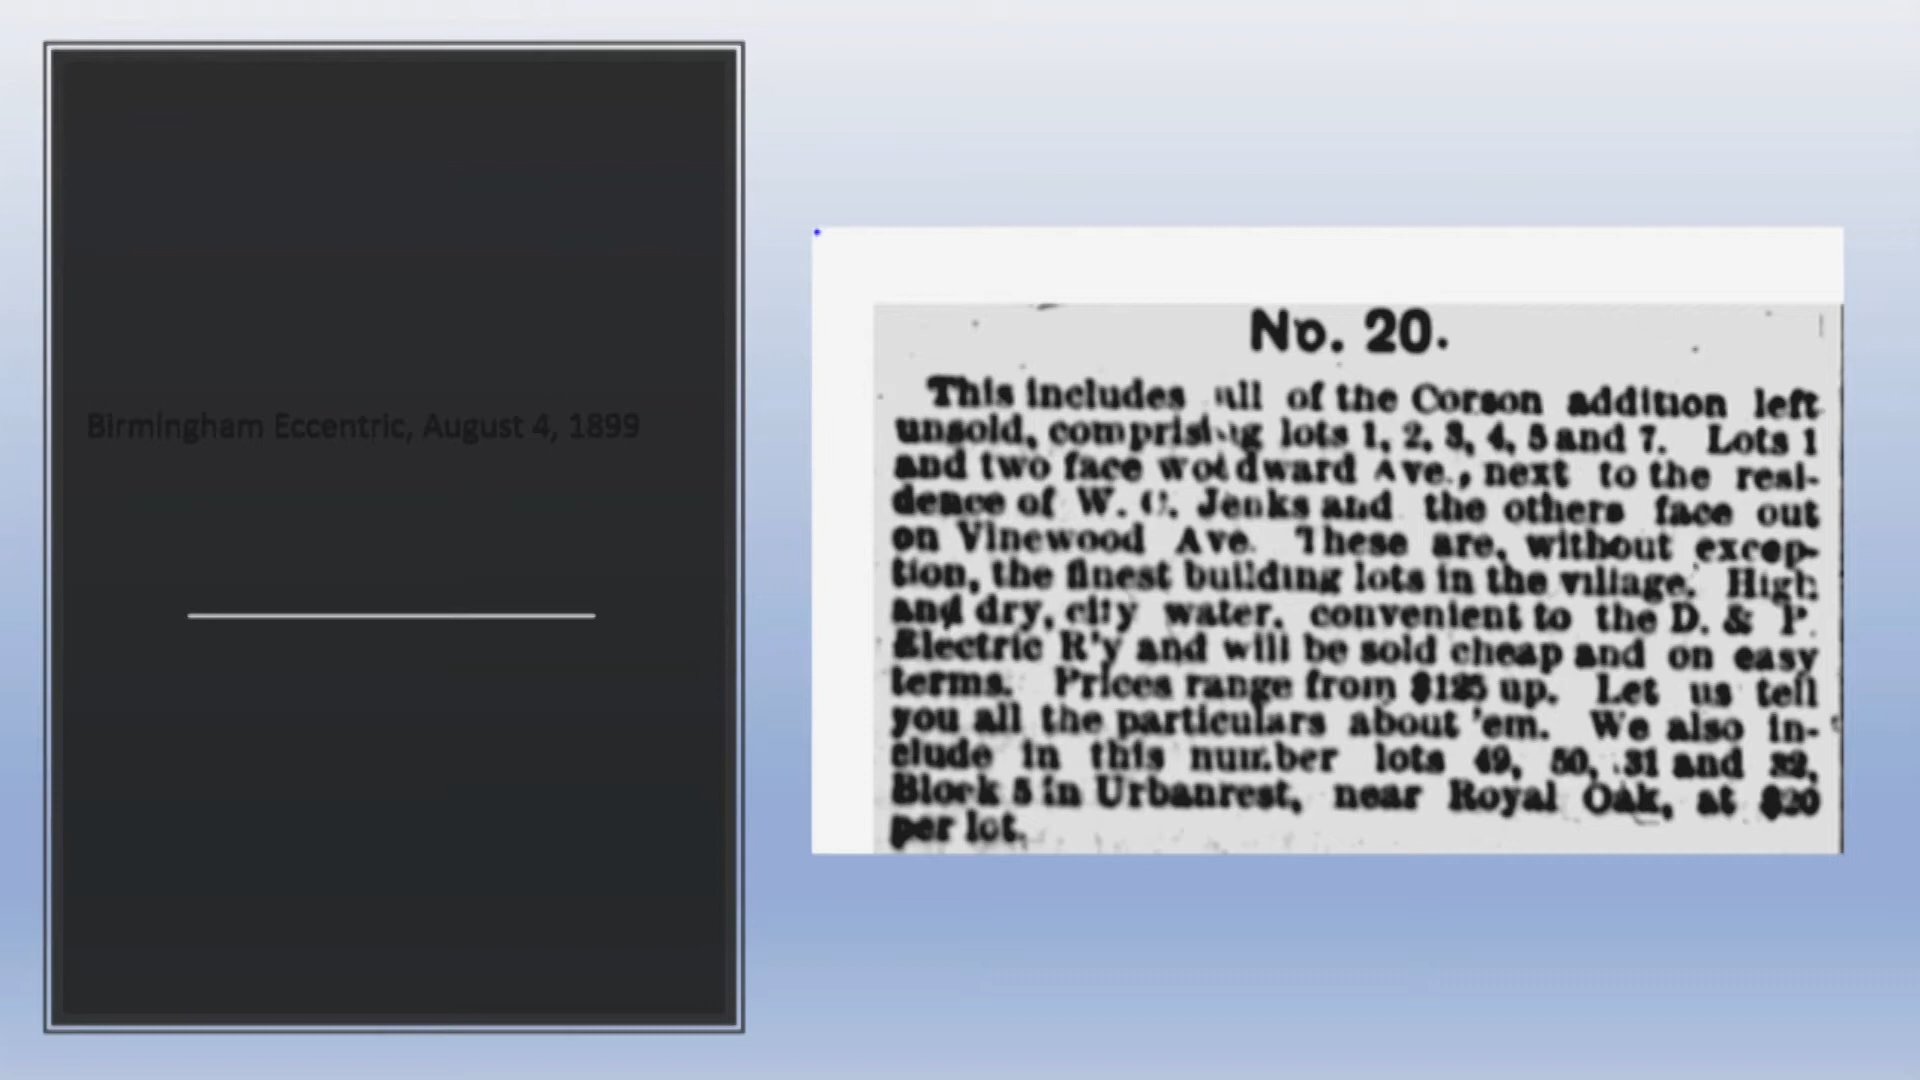 Birmingham Eccentric, August 4, 1899
No. 20.
This includes all of the Corson addition left
unsold, comprising lots 1, 2, 3, 4, 5 and 7. Lots 1
and two face woodward Ave., next to the resi-
dence of W. C. Jenks and the others face out
on Vinewood Ave. These are, without excep-
tion, the finest building lots in the village. High
and dry, city water, convenient to the D. & P.
Electric R'y and will be sold cheap and on easy
terms. Prices range from $125 up. Let us tell
you all the particulars about 'em. We also in-
clude in this number lots 49, 50, 31 and 32,
Block 5 in Urbanrest, near Royal Oak, at $20
per lot.